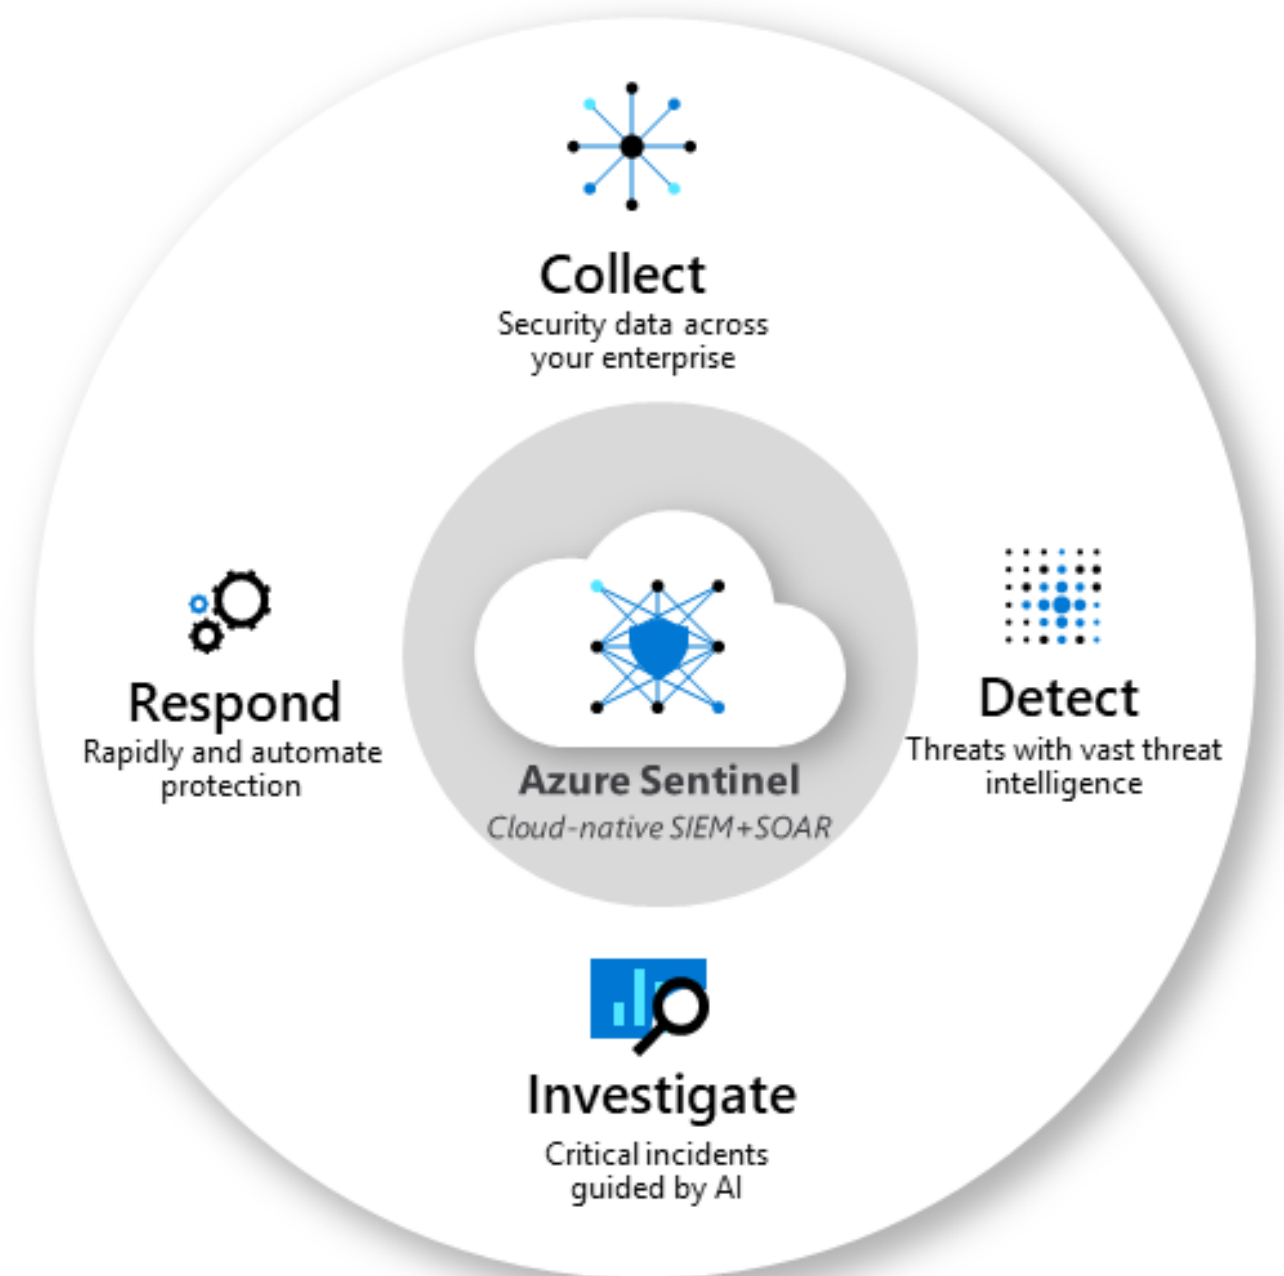 Collect
Security data across
your enterprise
Respond
Rapidly and automate
protection
Azure Sentinel
Cloud-native SIEM+SOAR
Detect
Threats with vast threat
intelligence
Investigate
Critical incidents
guided by AI